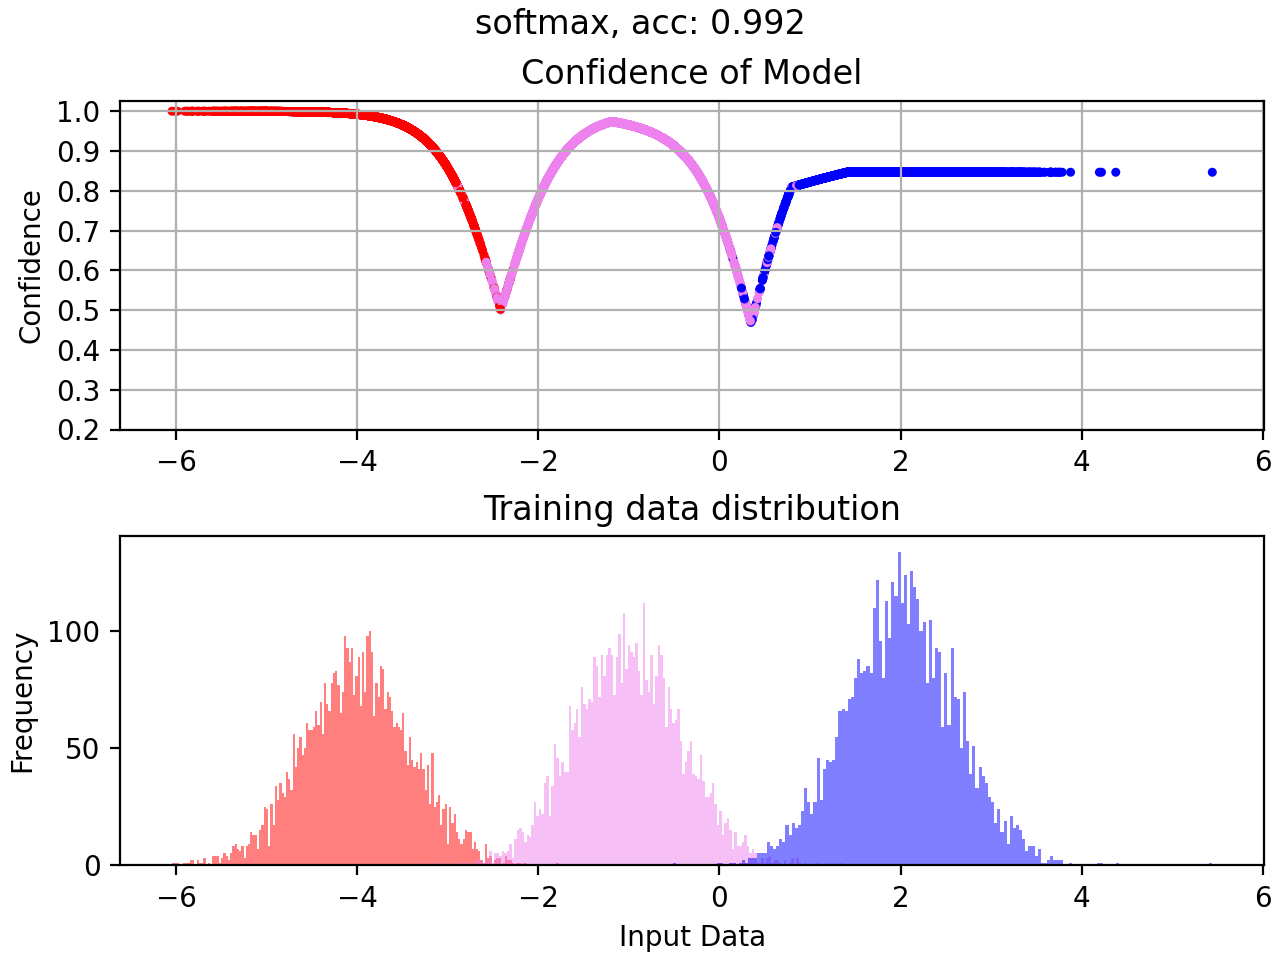 softmax, acc: 0.992
Confidence of Model
Confidence
1.0
0.9
0.8
0.7
0.6
0.5
0.4
0.3
0.2
−6 −4 −2 0 2 4 6
Training data distribution
Frequency
100
50
0
−6 −4 −2 0 2 4 6
Input Data